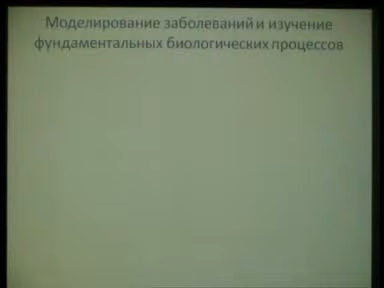 Моделирование заболеваний и изучение
фундаментальных биологических процессов